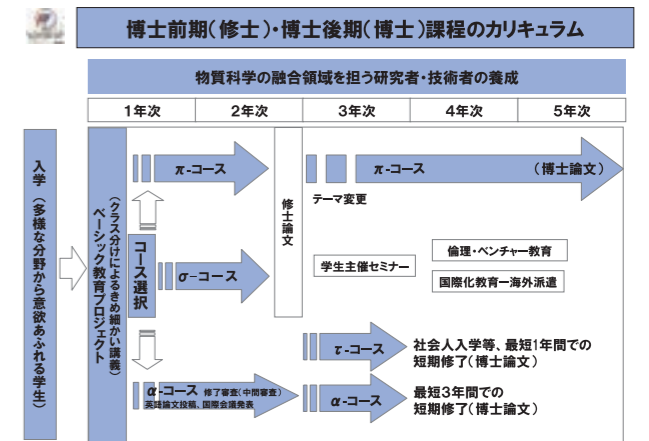 博士前期(修士)・博士後期(博士)課程のカリキュラム
物質科学の融合領域を担う研究者・技術者の養成
1年次
2年次
3年次
4年次
5年次
入学(多様な分野から意欲あふれる学生)
ベーシック教育プロジェクト
(クラス分けによるきめ細かい講義)
コース選択
π-コース
σ-コース
修士論文
π-コース
(博士論文)
テーマ変更
学生主催セミナー
倫理・ベンチャー教育
国際化教育ー海外派遣
τ-コース
社会人入学等、最短1年間での
短期修了(博士論文)
α-コース 修了審査(中間審査)
英語論文投稿、国際会議発表
α-コース
最短3年間での
短期修了(博士論文)